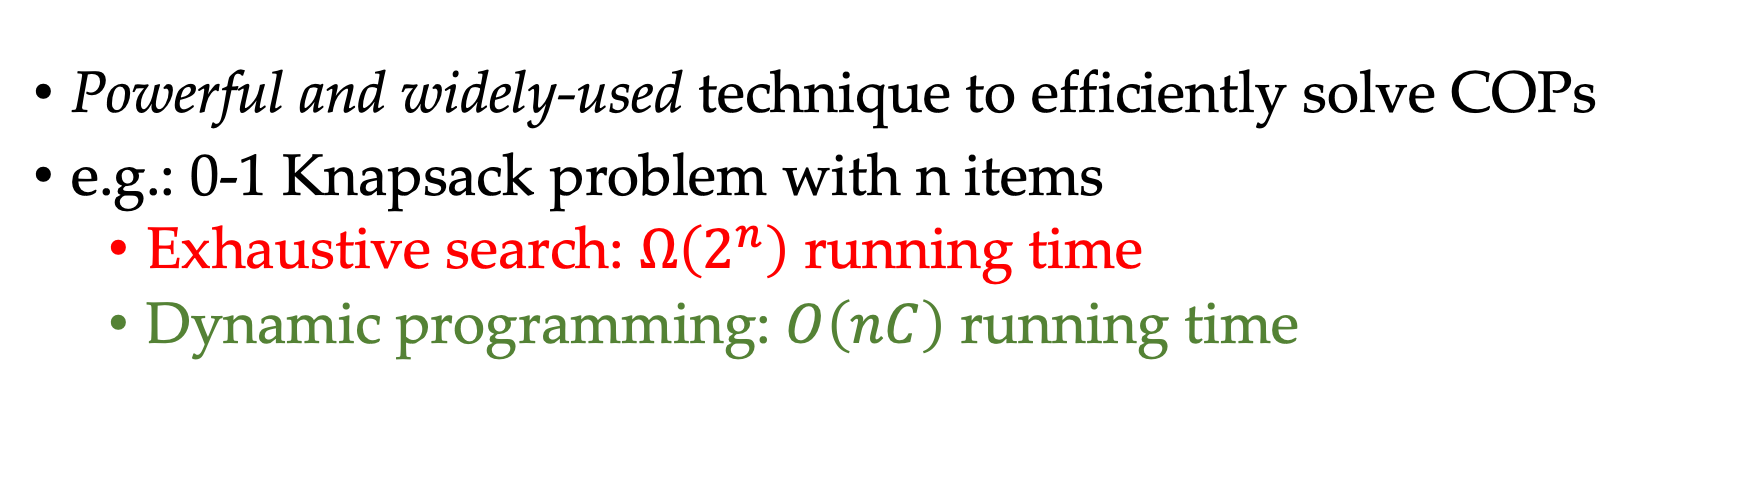 • Powerful and widely-used technique to efficiently solve COPs
• e.g.: 0-1 Knapsack problem with n items
• Exhaustive search: Ω(2ⁿ) running time
• Dynamic programming: O(nC) running time